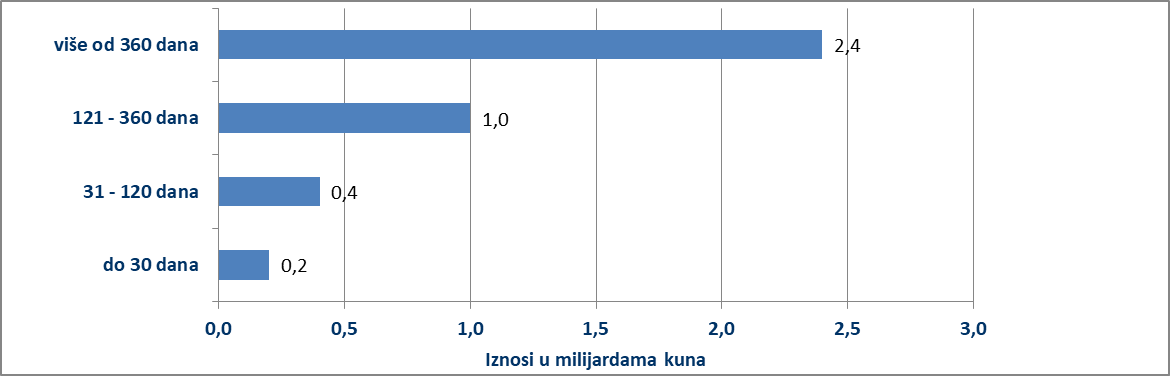 više od 360 dana
2,4
121 - 360 dana
1,0
31 - 120 dana
0,4
do 30 dana
0,2
0,0 0,5 1,0 1,5 2,0 2,5 3,0
Iznosi u milijardama kuna